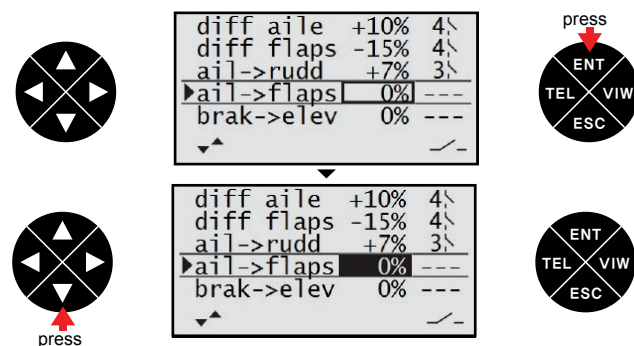 press
diff aile +10% 4
diff flaps -15% 4
ail->rudd +7% 3
ail->flaps 0% ---
brak->elev 0% ---
ENT
TEL VIW
ESC
diff aile +10% 4
diff flaps -15% 4
ail->rudd +7% 3
ail->flaps 0% ---
brak->elev 0% ---
ENT
TEL VIW
ESC
press